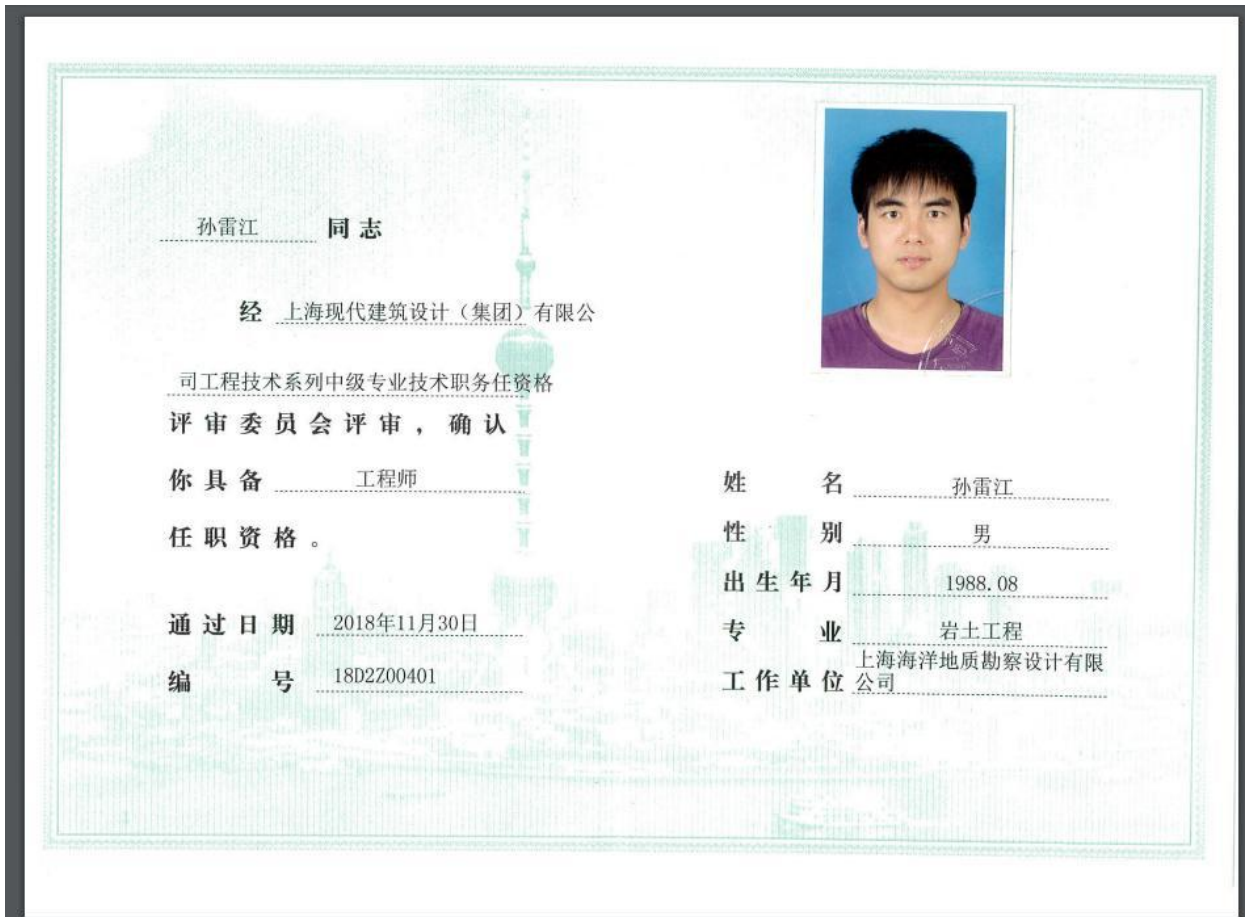 孙雷江 同志
经 上海现代建筑设计（集团）有限公
司工程技术系列中级专业技术职务任资格
评审委员会评审，确认
你具备 工程师
任职资格。
通过日期 2018年11月30日
编号 18D2Z00401
姓名 孙雷江
性别 男
出生年月 1988.08
专业 岩土工程
工作单位 上海海洋地质勘察设计有限
公司